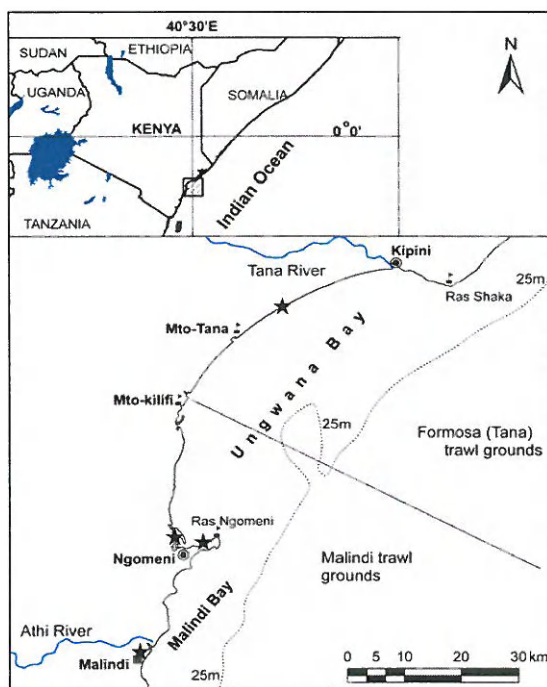 40°30'E
SUDAN
ETHIOPIA
N
UGANDA
SOMALIA
KENYA
0°0'
Indian Ocean
TANZANIA
Kipini
Tana River
25m
Ras Shaka
Mto-Tana
Ungwana Bay
Mto-kilifi
25m
Formosa (Tana)
trawl grounds
Ras Ngomeni
Ngomeni
Malindi trawl
grounds
Malindi Bay
Athi River
Malindi
25m
0 5 10 20 30 km